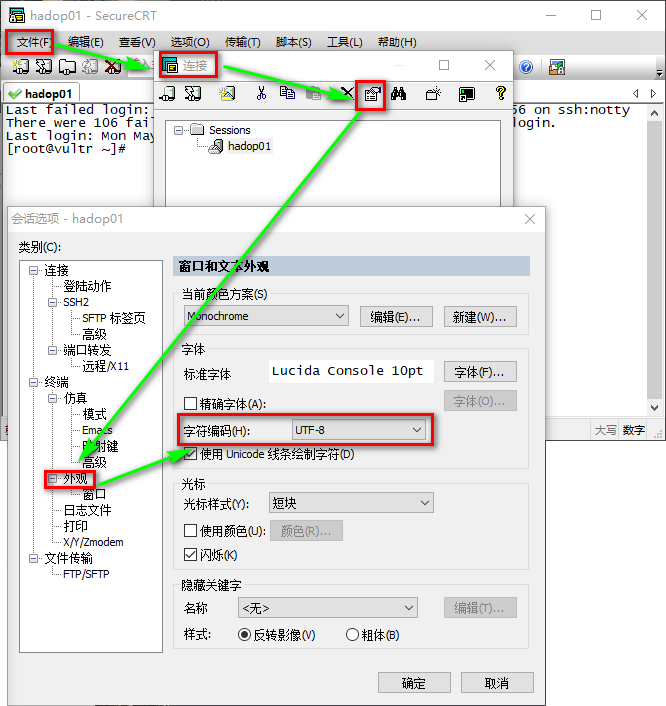 hadop01 - SecureCRT
文件(F) 编辑(E) 查看(V) 选项(O) 传输(T) 脚本(S) 工具(L) 帮助(H)
连接
hadop01
Last failed login: 56 on ssh:notty
There were 106 fail login.
Last login: Mon May
[root@vultr ~]#
Sessions
hadop01
会话选项 - hadop01
类别(C):
连接
登陆动作
SSH2
SFTP 标签页
高级
端口转发
远程/X11
终端
仿真
模式
Emacs
映射键
高级
外观
窗口
日志文件
打印
X/Y/Zmodem
文件传输
FTP/SFTP
窗口和文本外观
当前颜色方案(S)
Monochrome 编辑(E)... 新建(W)...
字体
标准字体 Lucida Console 10pt 字体(F)...
精确字体(A): 字体(O)...
字符编码(H): UTF-8
使用 Unicode 线条绘制字符(D)
光标
光标样式(Y): 短块
使用颜色(U): 颜色(R)...
闪烁(K)
隐藏关键字
名称 <无> 编辑(T)...
样式: 反转影像(V) 粗体(B)
确定 取消
大写 数字